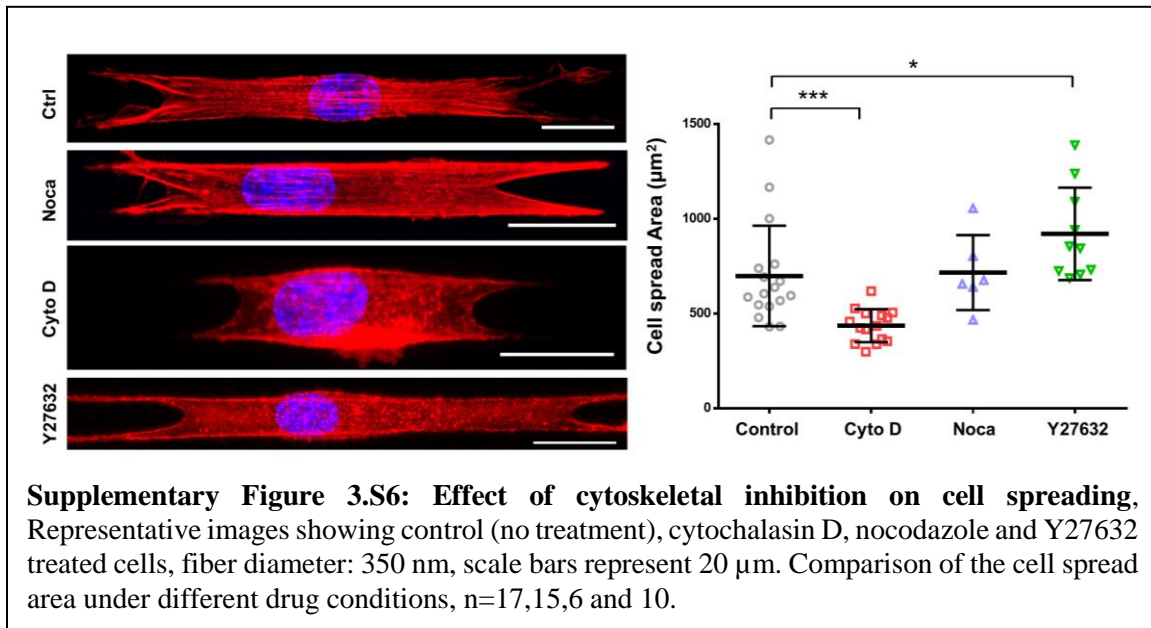 Ctrl
Noca
Cyto D
Y27632
*
***
Cell spread Area (µm²)
1500
1000
500
0
Control Cyto D Noca Y27632
Supplementary Figure 3.S6: Effect of cytoskeletal inhibition on cell spreading,
Representative images showing control (no treatment), cytochalasin D, nocodazole and Y27632
treated cells, fiber diameter: 350 nm, scale bars represent 20 µm. Comparison of the cell spread
area under different drug conditions, n=17,15,6 and 10.